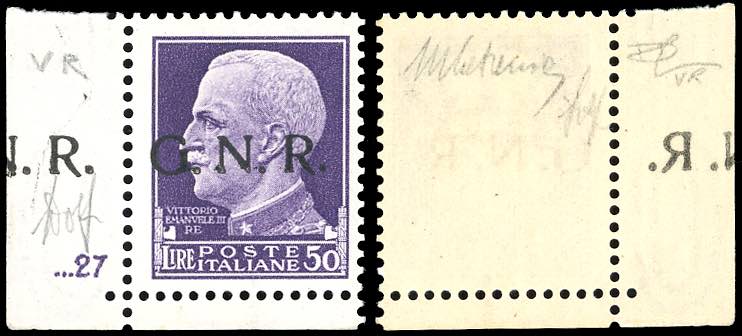 VR
N. R.
G. N. R.
VITTORIO
EMANVELE III
RE
...27
LIRE POSTE ITALIANE 50
VR
N. R.
G. N. R.